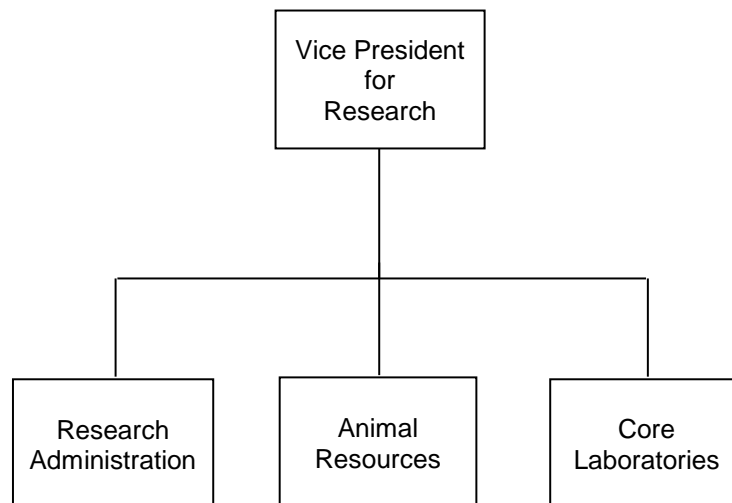 Vice President
for
Research
Research
Administration
Animal
Resources
Core
Laboratories